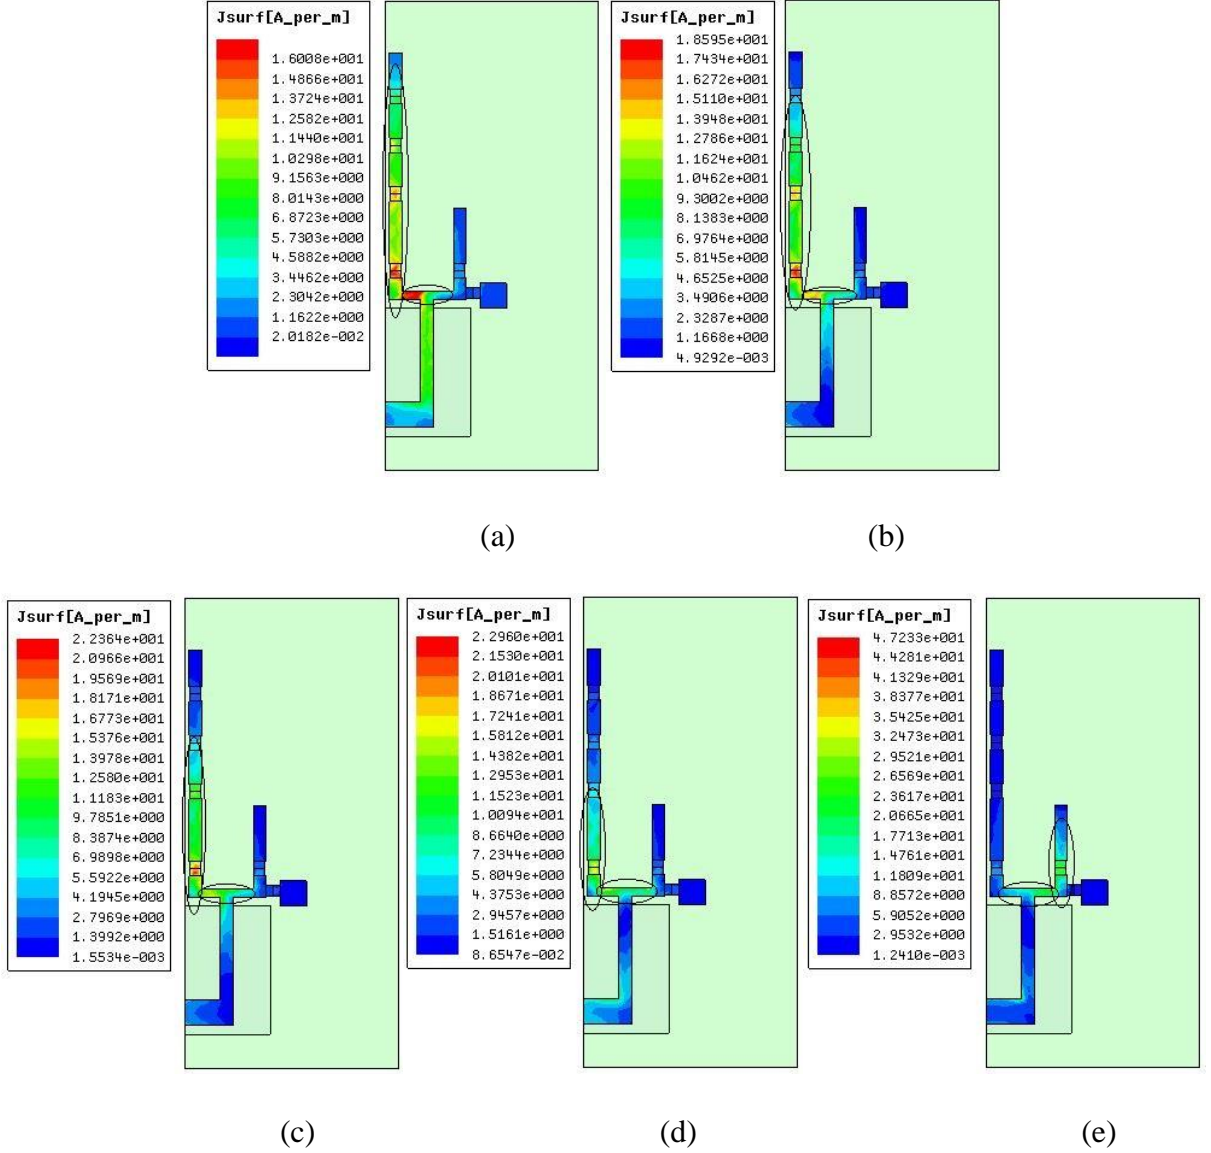 Jsurf[A_per_m]
1.6008e+001
1.4866e+001
1.3724e+001
1.2582e+001
1.1440e+001
1.0298e+001
9.1563e+000
8.0143e+000
6.8723e+000
5.7303e+000
4.5882e+000
3.4462e+000
2.3042e+000
1.1622e+000
2.0182e-002
Jsurf[A_per_m]
1.8595e+001
1.7434e+001
1.6272e+001
1.5110e+001
1.3948e+001
1.2786e+001
1.1624e+001
1.0462e+001
9.3002e+000
8.1383e+000
6.9764e+000
5.8145e+000
4.6525e+000
3.4906e+000
2.3287e+000
1.1668e+000
4.9292e-003
(a)
(b)
Jsurf[A_per_m]
2.2364e+001
2.0966e+001
1.9569e+001
1.8171e+001
1.6773e+001
1.5376e+001
1.3978e+001
1.2580e+001
1.1183e+001
9.7851e+000
8.3874e+000
6.9898e+000
5.5922e+000
4.1945e+000
2.7969e+000
1.3992e+000
1.5534e-003
Jsurf[A_per_m]
2.2960e+001
2.1530e+001
2.0101e+001
1.8671e+001
1.7241e+001
1.5812e+001
1.4382e+001
1.2953e+001
1.1523e+001
1.0094e+001
8.6640e+000
7.2344e+000
5.8049e+000
4.3753e+000
2.9457e+000
1.5161e+000
8.6547e-002
Jsurf[A_per_m]
4.7233e+001
4.4281e+001
4.1329e+001
3.8377e+001
3.5425e+001
3.2473e+001
2.9521e+001
2.6569e+001
2.3617e+001
2.0665e+001
1.7713e+001
1.4761e+001
1.1809e+001
8.8572e+000
5.9052e+000
2.9532e+000
1.2410e-003
(c)
(d)
(e)